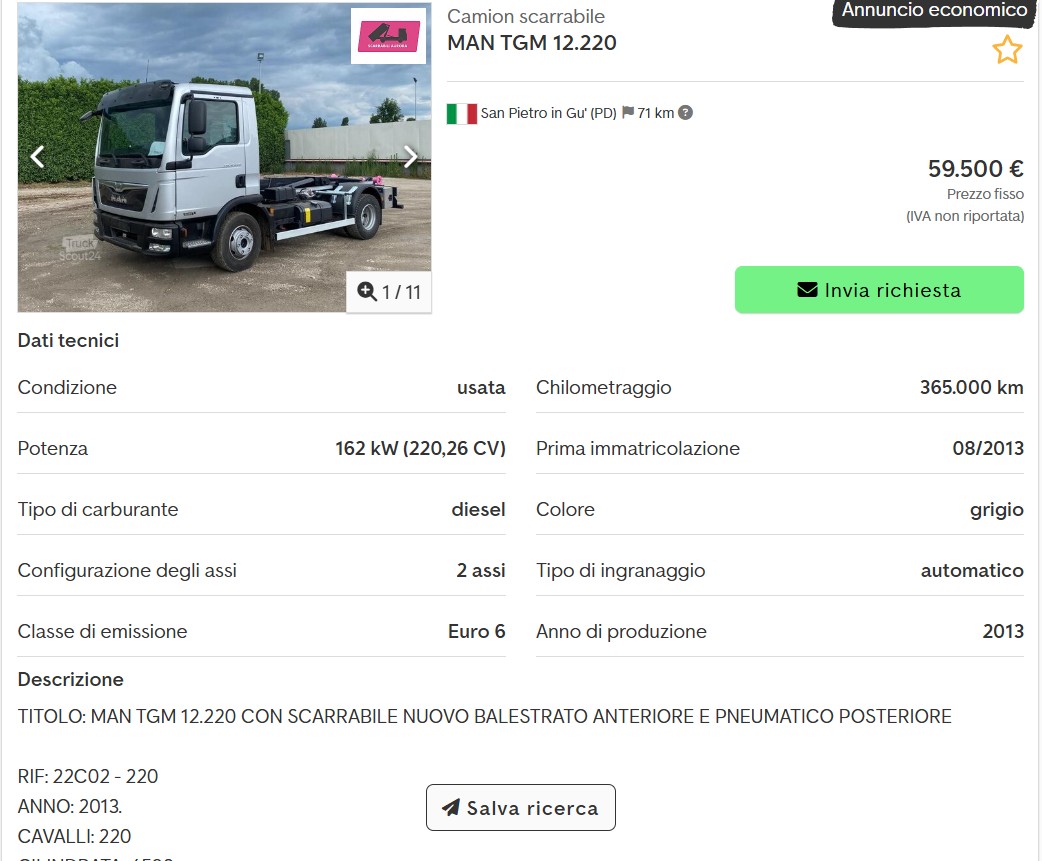 Annuncio economico
Camion scarrabile
MAN TGM 12.220
San Pietro in Gu' (PD) 71 km ?
59.500 €
Prezzo fisso
(IVA non riportata)
Invia richiesta
Truck
Scout24
1 / 11
Dati tecnici
Condizione usata
Chilometraggio 365.000 km
Potenza 162 kW (220,26 CV)
Prima immatricolazione 08/2013
Tipo di carburante diesel
Colore grigio
Configurazione degli assi 2 assi
Tipo di ingranaggio automatico
Classe di emissione Euro 6
Anno di produzione 2013
Descrizione
TITOLO: MAN TGM 12.220 CON SCARRABILE NUOVO BALESTRATO ANTERIORE E PNEUMATICO POSTERIORE
RIF: 22C02 - 220
ANNO: 2013.
CAVALLI: 220
Salva ricerca